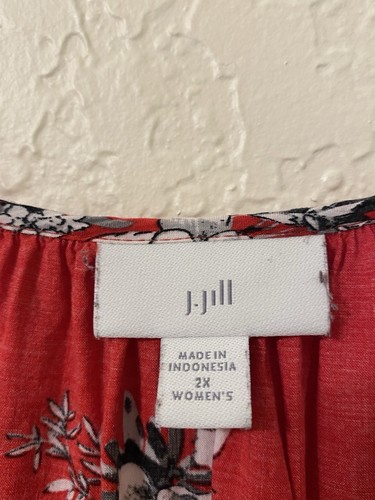 J.Jill
MADE IN
INDONESIA
2X
WOMEN'S